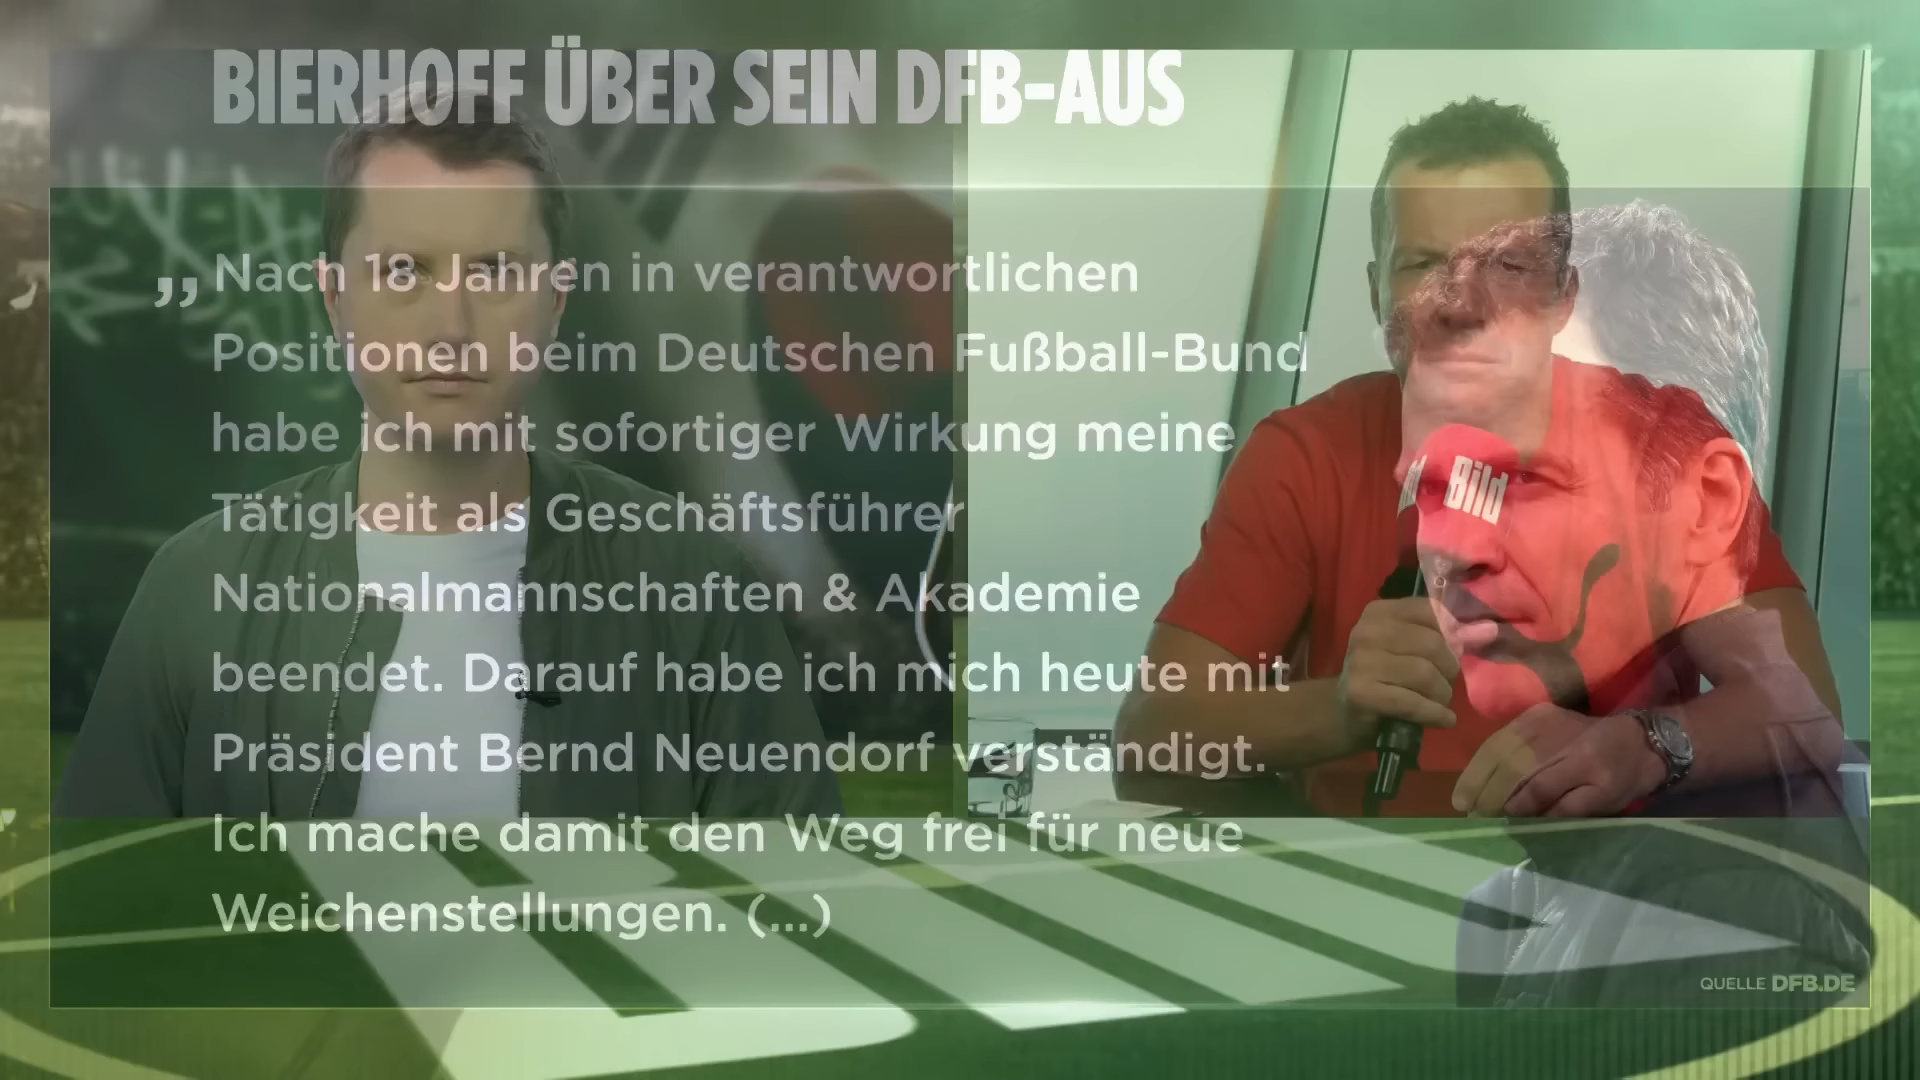 BIERHOFF ÜBER SEIN DFB-AUS
„Nach 18 Jahren in verantwortlichen
Positionen beim Deutschen Fußball-Bund
habe ich mit sofortiger Wirkung meine
Tätigkeit als Geschäftsführer
Nationalmannschaften & Akademie
beendet. Darauf habe ich mich heute mit
Präsident Bernd Neuendorf verständigt.
Ich mache damit den Weg frei für neue
Weichenstellungen. (...)
Bild
QUELLE DFB.DE